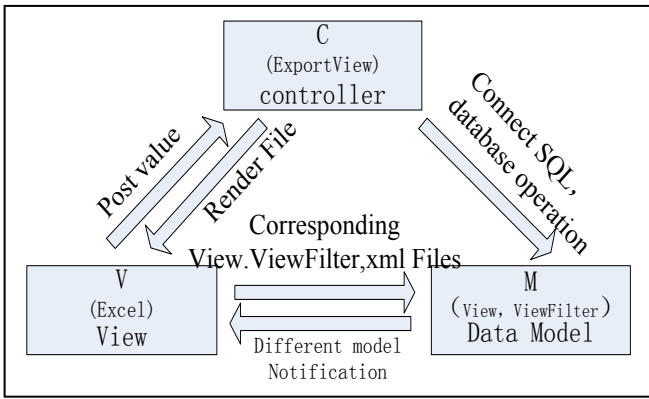 C
(ExportView)
controller
Post value
Render File
Connect SQL,
database operation
Corresponding
View.ViewFilter,xml Files
V
(Excel)
View
M
(View, ViewFilter)
Data Model
Different model
Notification